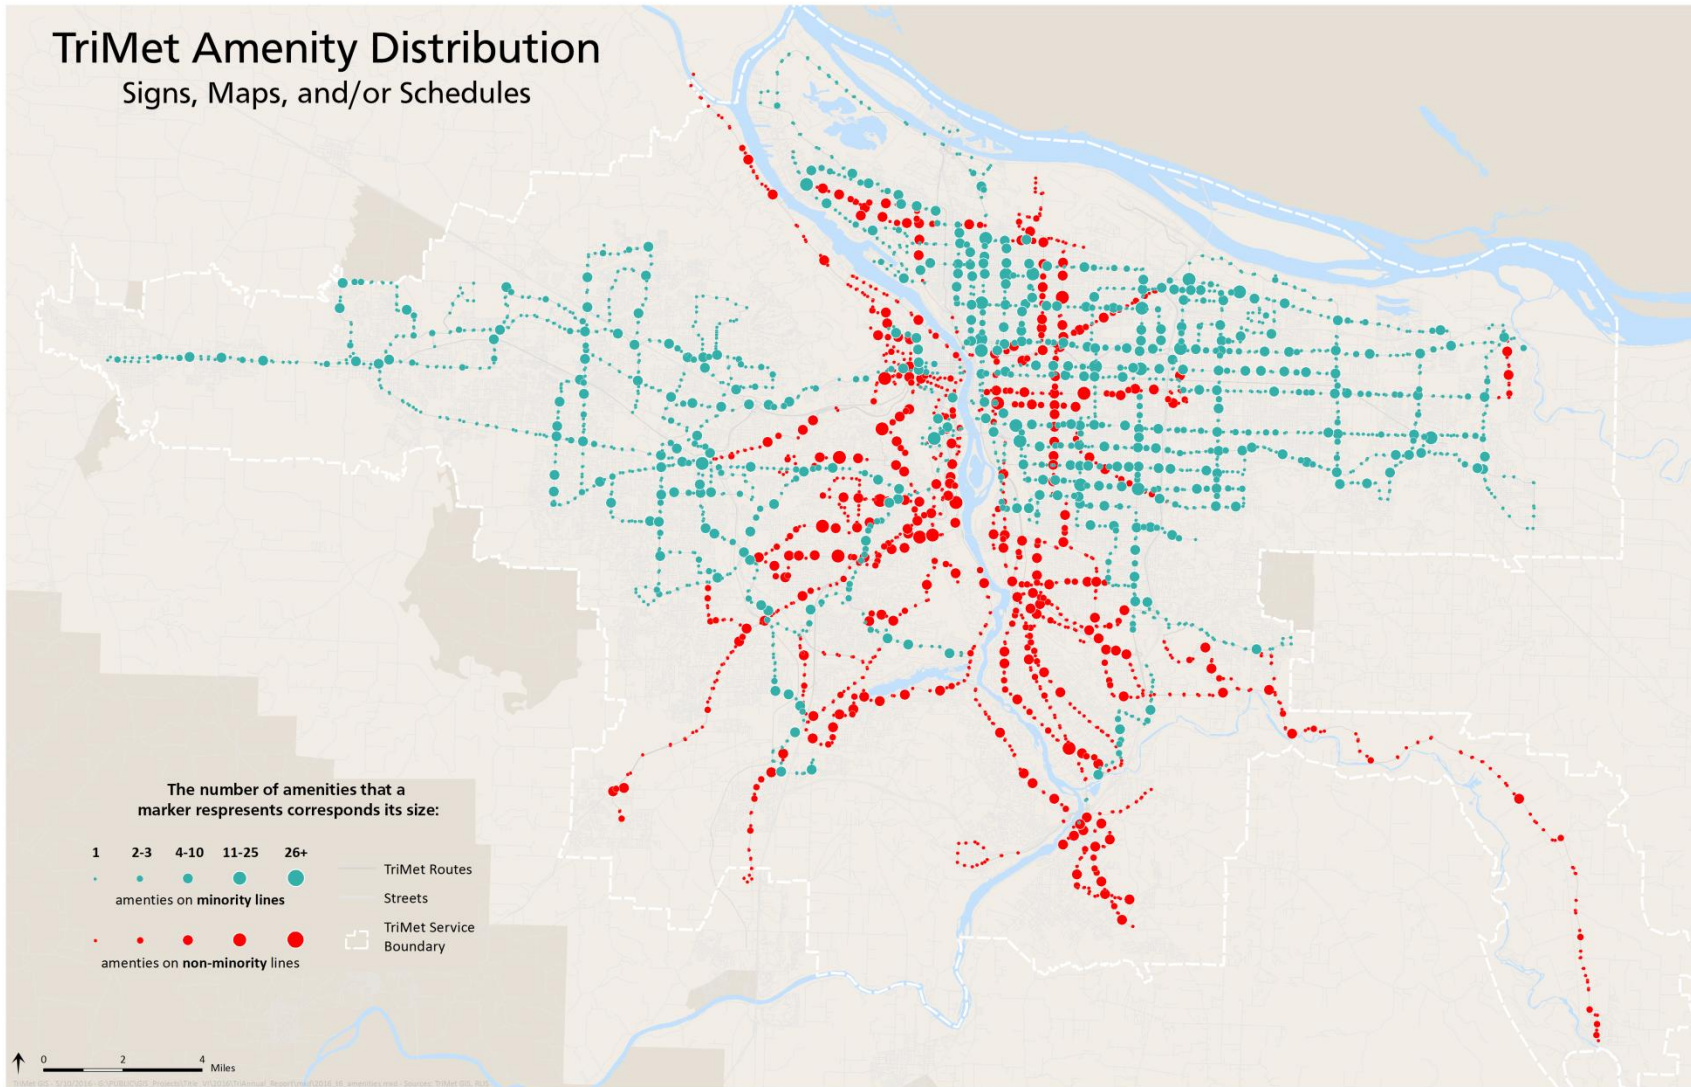 TriMet Amenity Distribution
Signs, Maps, and/or Schedules
The number of amenities that a
marker respresents corresponds its size:
1 2-3 4-10 11-25 26+
amenties on minority lines
amenties on non-minority lines
TriMet Routes
Streets
TriMet Service
Boundary
0 2 4
Miles